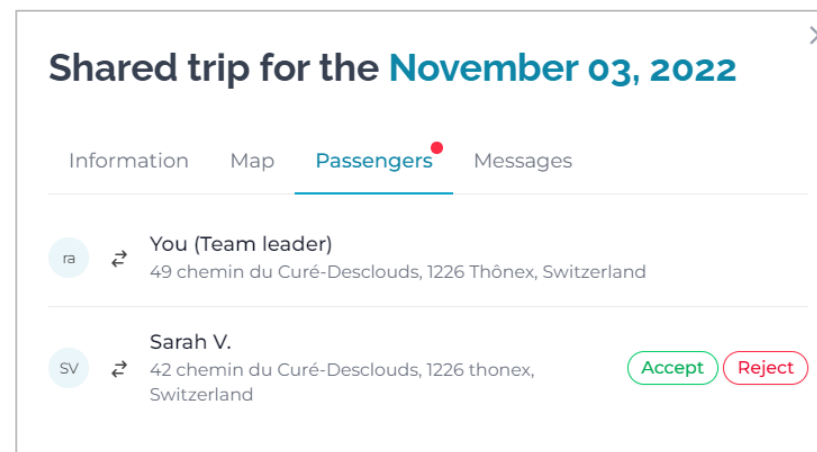 Shared trip for the November 03, 2022
Information Map Passengers Messages
ra
You (Team leader)
49 chemin du Curé-Desclouds, 1226 Thônex, Switzerland
SV
Sarah V.
42 chemin du Curé-Desclouds, 1226 thonex,
Switzerland
Accept Reject